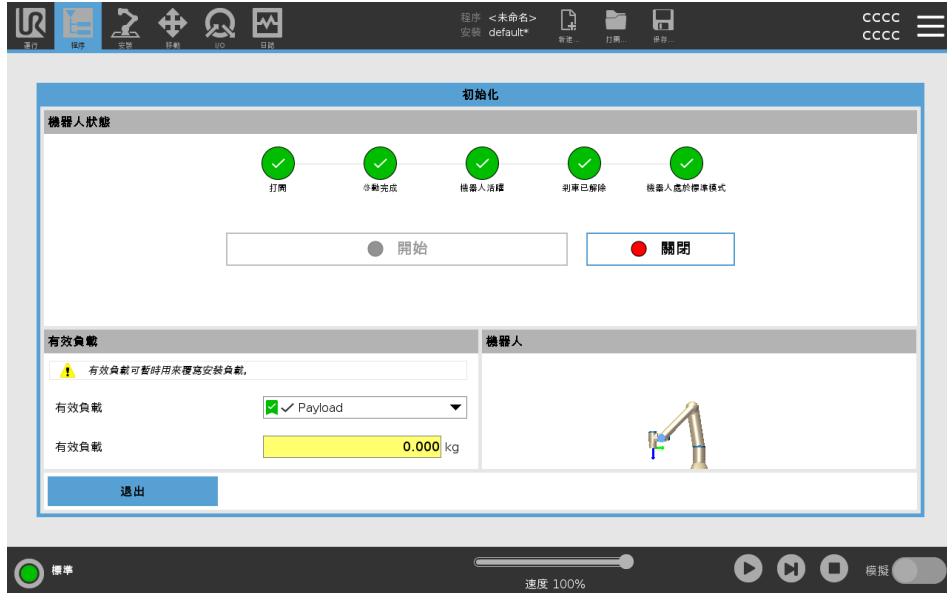 UR
程序 <未命名>
安裝 default*
cccc
cccc
運行 程序 安裝 移動 I/O 日誌
新建... 打開... 保存...
初始化
機器人狀態
打開 啟動完成 機器人活躍 剎車已解除 機器人處於標準模式
開始 關閉
有效負載 機器人
有效負載可暫時用來覆寫安裝負載。
有效負載 Payload
有效負載 0.000 kg
退出
標準
速度 100%
模擬